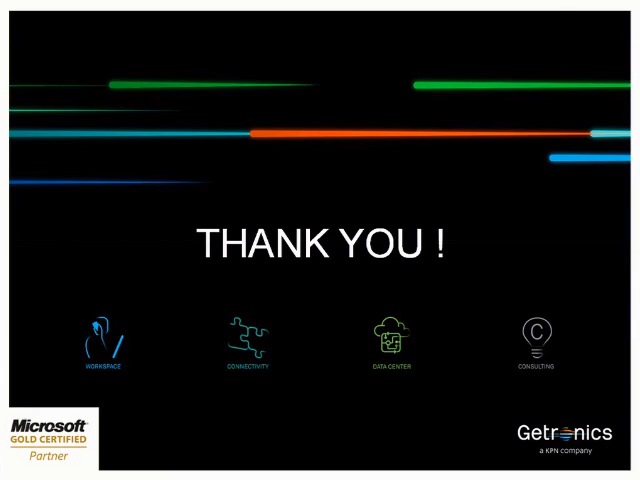 THANK YOU !
WORKSPACE
CONNECTIVITY
DATA CENTER
C
CONSULTING
Microsoft
GOLD CERTIFIED
Partner
Getronics
a KPN company